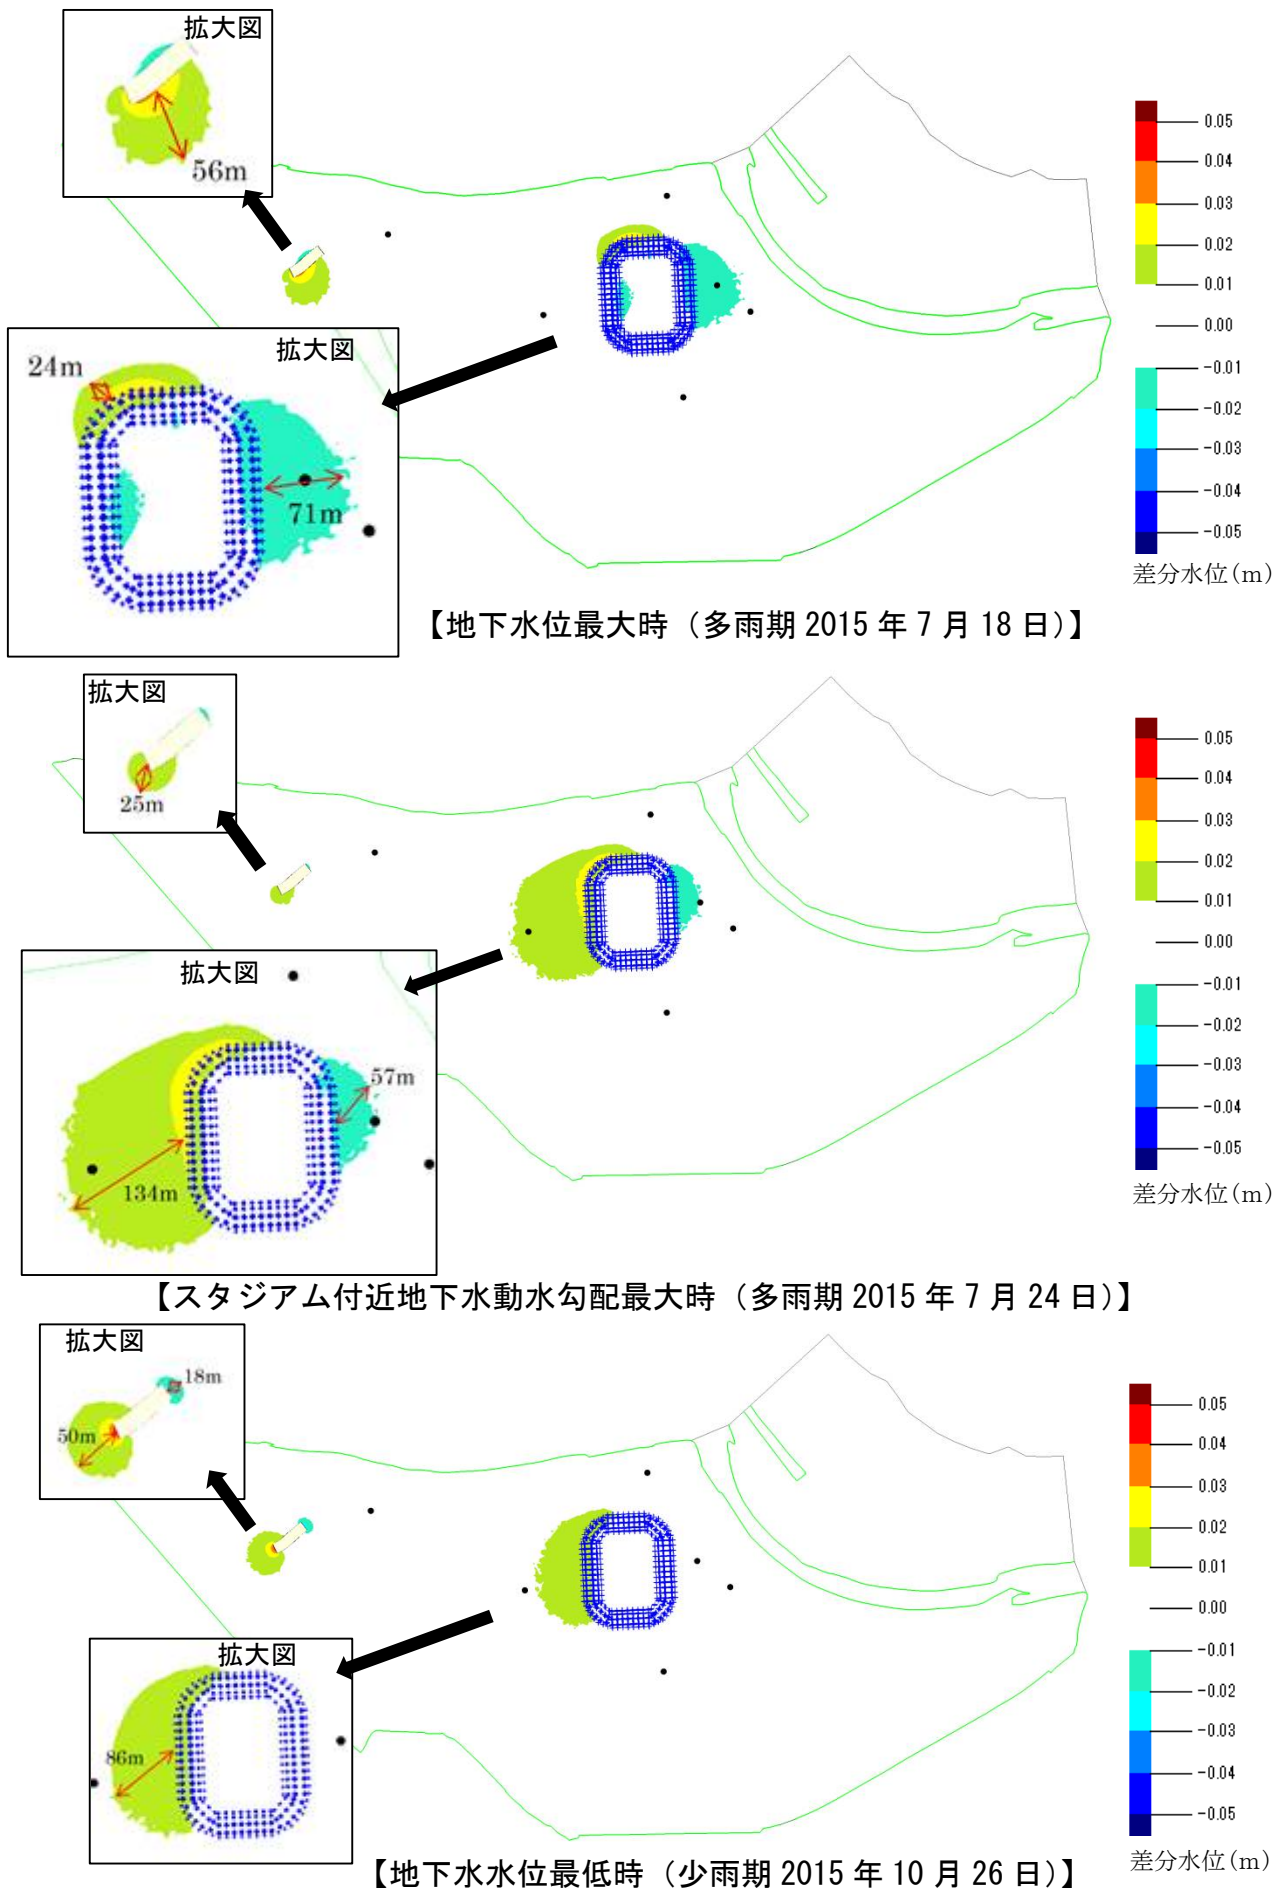 拡大図
56m
0.05
0.04
0.03
0.02
0.01
0.00
-0.01
-0.02
-0.03
-0.04
-0.05
差分水位(m)
拡大図
24m
71m
【地下水位最大時（多雨期 2015 年 7 月 18 日）】
拡大図
25m
0.05
0.04
0.03
0.02
0.01
0.00
-0.01
-0.02
-0.03
-0.04
-0.05
差分水位(m)
拡大図
57m
134m
【スタジアム付近地下水動水勾配最大時（多雨期 2015 年 7 月 24 日）】
拡大図
18m
50m
0.05
0.04
0.03
0.02
0.01
0.00
-0.01
-0.02
-0.03
-0.04
-0.05
差分水位(m)
拡大図
86m
【地下水水位最低時（少雨期 2015 年 10 月 26 日）】